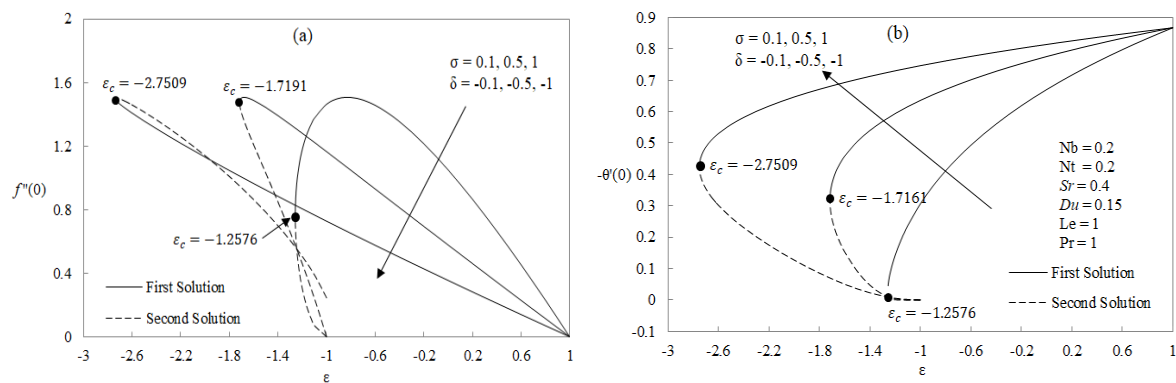 (a)
2
1.6
1.2
0.8
0.4
0
f''(0)
σ = 0.1, 0.5, 1
δ = -0.1, -0.5, -1
ε_c = −2.7509
ε_c = −1.7191
ε_c = −1.2576
First Solution
Second Solution
-3 -2.6 -2.2 -1.8 -1.4 -1 -0.6 -0.2 0.2 0.6 1
ε
(b)
0.9
0.8
0.7
0.6
0.5
0.4
0.3
0.2
0.1
0
-0.1
-θ'(0)
σ = 0.1, 0.5, 1
δ = -0.1, -0.5, -1
ε_c = −2.7509
ε_c = −1.7161
ε_c = −1.2576
Nb = 0.2
Nt = 0.2
Sr = 0.4
Du = 0.15
Le = 1
Pr = 1
First Solution
Second Solution
-3 -2.6 -2.2 -1.8 -1.4 -1 -0.6 -0.2 0.2 0.6 1
ε